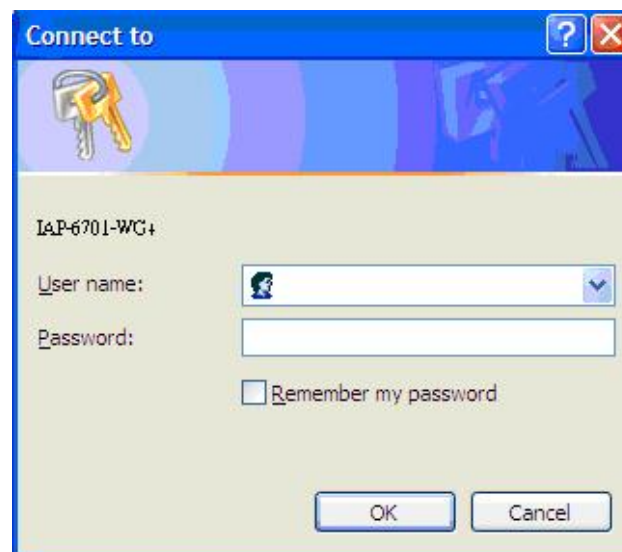 Connect to
IAP-6701-WG+
User name:
Password:
Remember my password
OK
Cancel